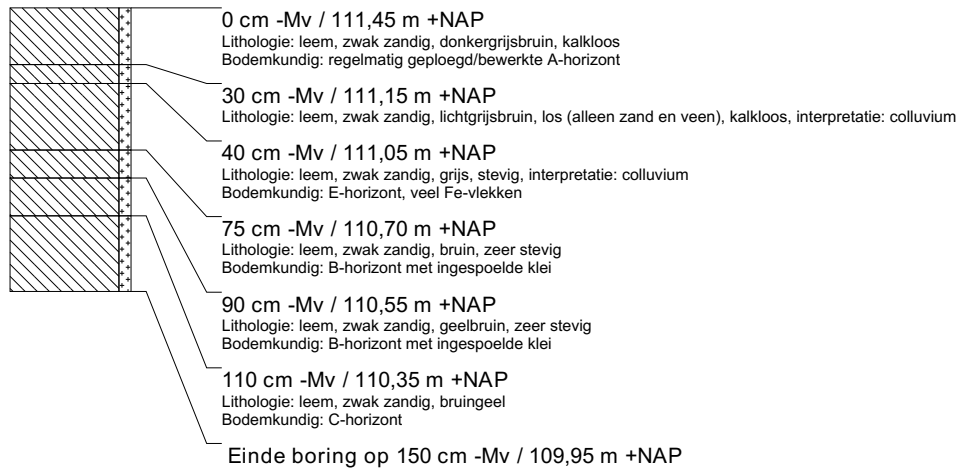 0 cm -Mv / 111,45 m +NAP
Lithologie: leem, zwak zandig, donkergrijsbruin, kalkloos
Bodemkundig: regelmatig geploegd/bewerkte A-horizont
30 cm -Mv / 111,15 m +NAP
Lithologie: leem, zwak zandig, lichtgrijsbruin, los (alleen zand en veen), kalkloos, interpretatie: colluvium
40 cm -Mv / 111,05 m +NAP
Lithologie: leem, zwak zandig, grijs, stevig, interpretatie: colluvium
Bodemkundig: E-horizont, veel Fe-vlekken
75 cm -Mv / 110,70 m +NAP
Lithologie: leem, zwak zandig, bruin, zeer stevig
Bodemkundig: B-horizont met ingespoelde klei
90 cm -Mv / 110,55 m +NAP
Lithologie: leem, zwak zandig, geelbruin, zeer stevig
Bodemkundig: B-horizont met ingespoelde klei
110 cm -Mv / 110,35 m +NAP
Lithologie: leem, zwak zandig, bruingeel
Bodemkundig: C-horizont
Einde boring op 150 cm -Mv / 109,95 m +NAP